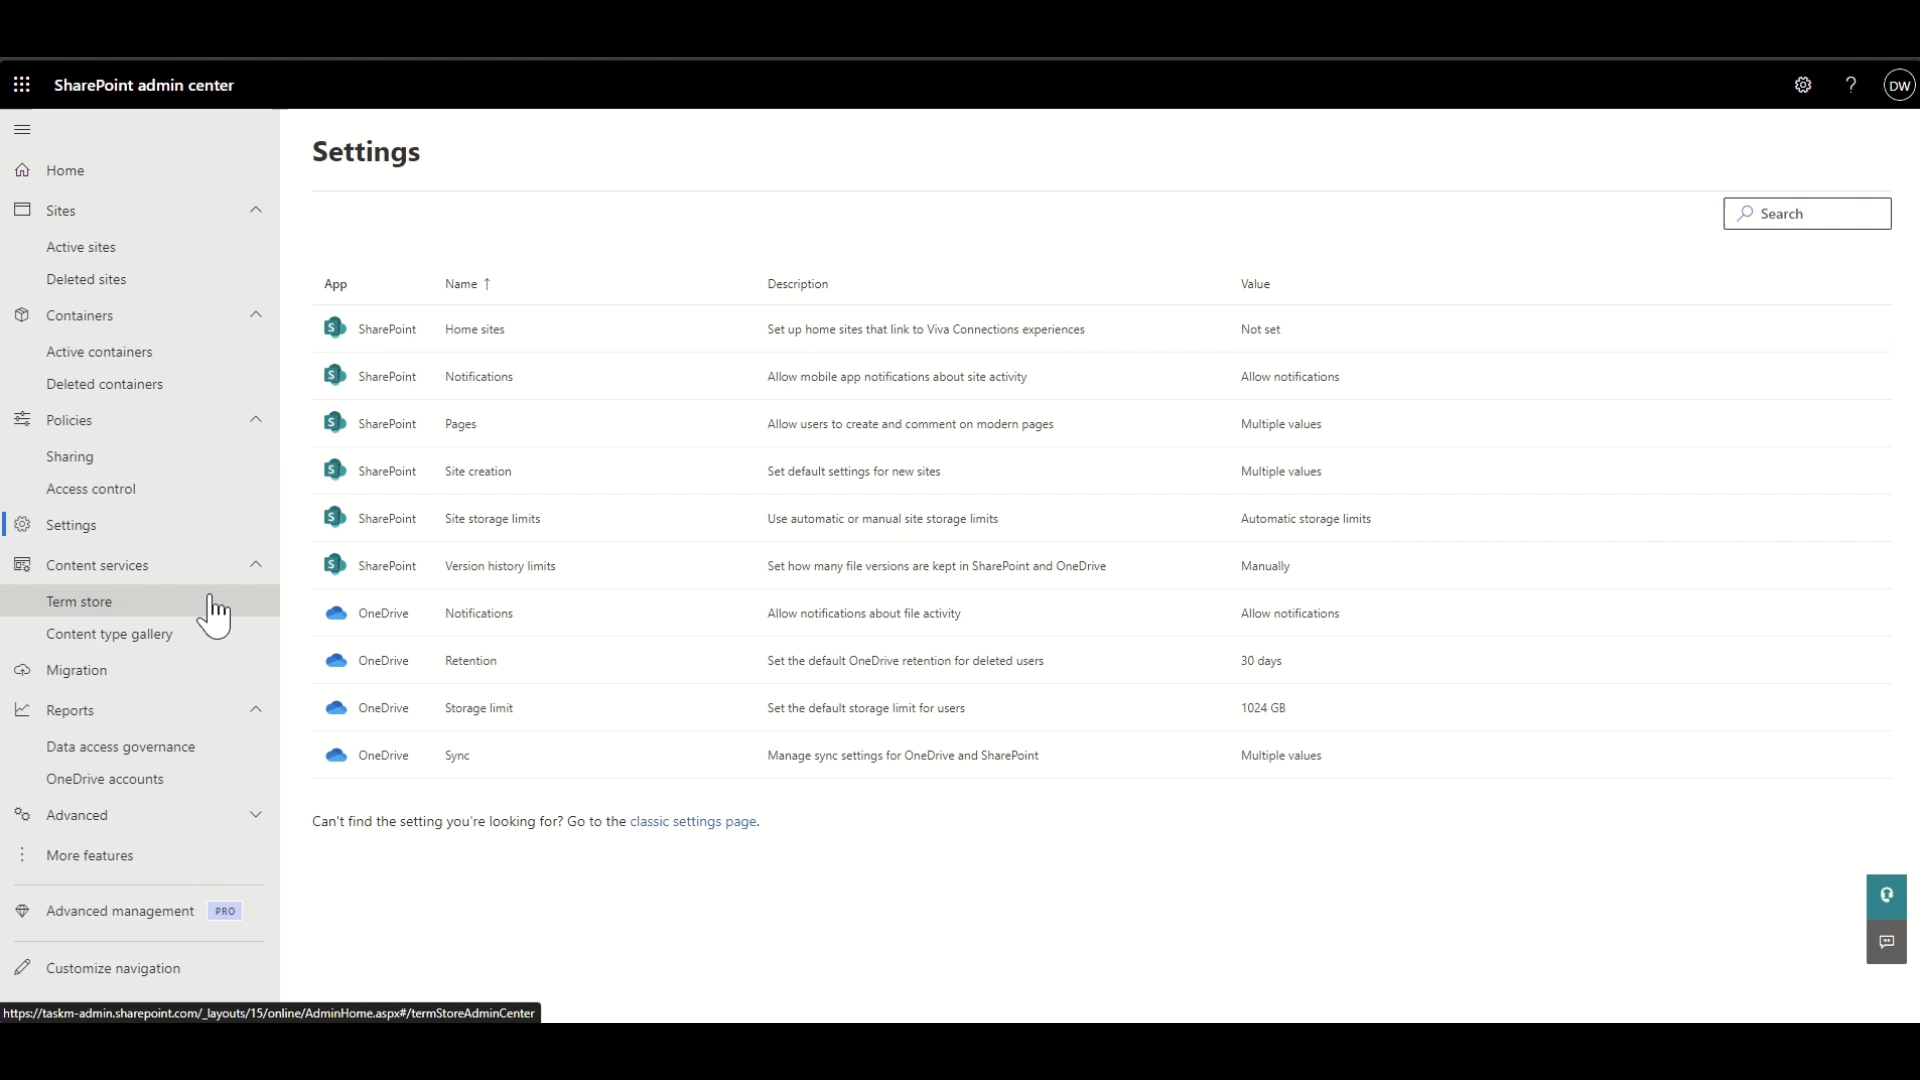 SharePoint admin center
?
DW
Settings
Home
Sites
Search
Active sites
Deleted sites
App Name ↑ Description Value
Containers
SharePoint Home sites Set up home sites that link to Viva Connections experiences Not set
Active containers
SharePoint Notifications Allow mobile app notifications about site activity Allow notifications
Deleted containers
Policies
SharePoint Pages Allow users to create and comment on modern pages Multiple values
Sharing
SharePoint Site creation Set default settings for new sites Multiple values
Access control
SharePoint Site storage limits Use automatic or manual site storage limits Automatic storage limits
Settings
Content services
SharePoint Version history limits Set how many file versions are kept in SharePoint and OneDrive Manually
Term store
OneDrive Notifications Allow notifications about file activity Allow notifications
Content type gallery
OneDrive Retention Set the default OneDrive retention for deleted users 30 days
Migration
OneDrive Storage limit Set the default storage limit for users 1024 GB
Reports
Data access governance
OneDrive Sync Manage sync settings for OneDrive and SharePoint Multiple values
OneDrive accounts
Advanced
Can't find the setting you're looking for? Go to the classic settings page.
More features
Advanced management PRO
Customize navigation
https://taskm-admin.sharepoint.com/_layouts/15/online/AdminHome.aspx#/termStoreAdminCenter